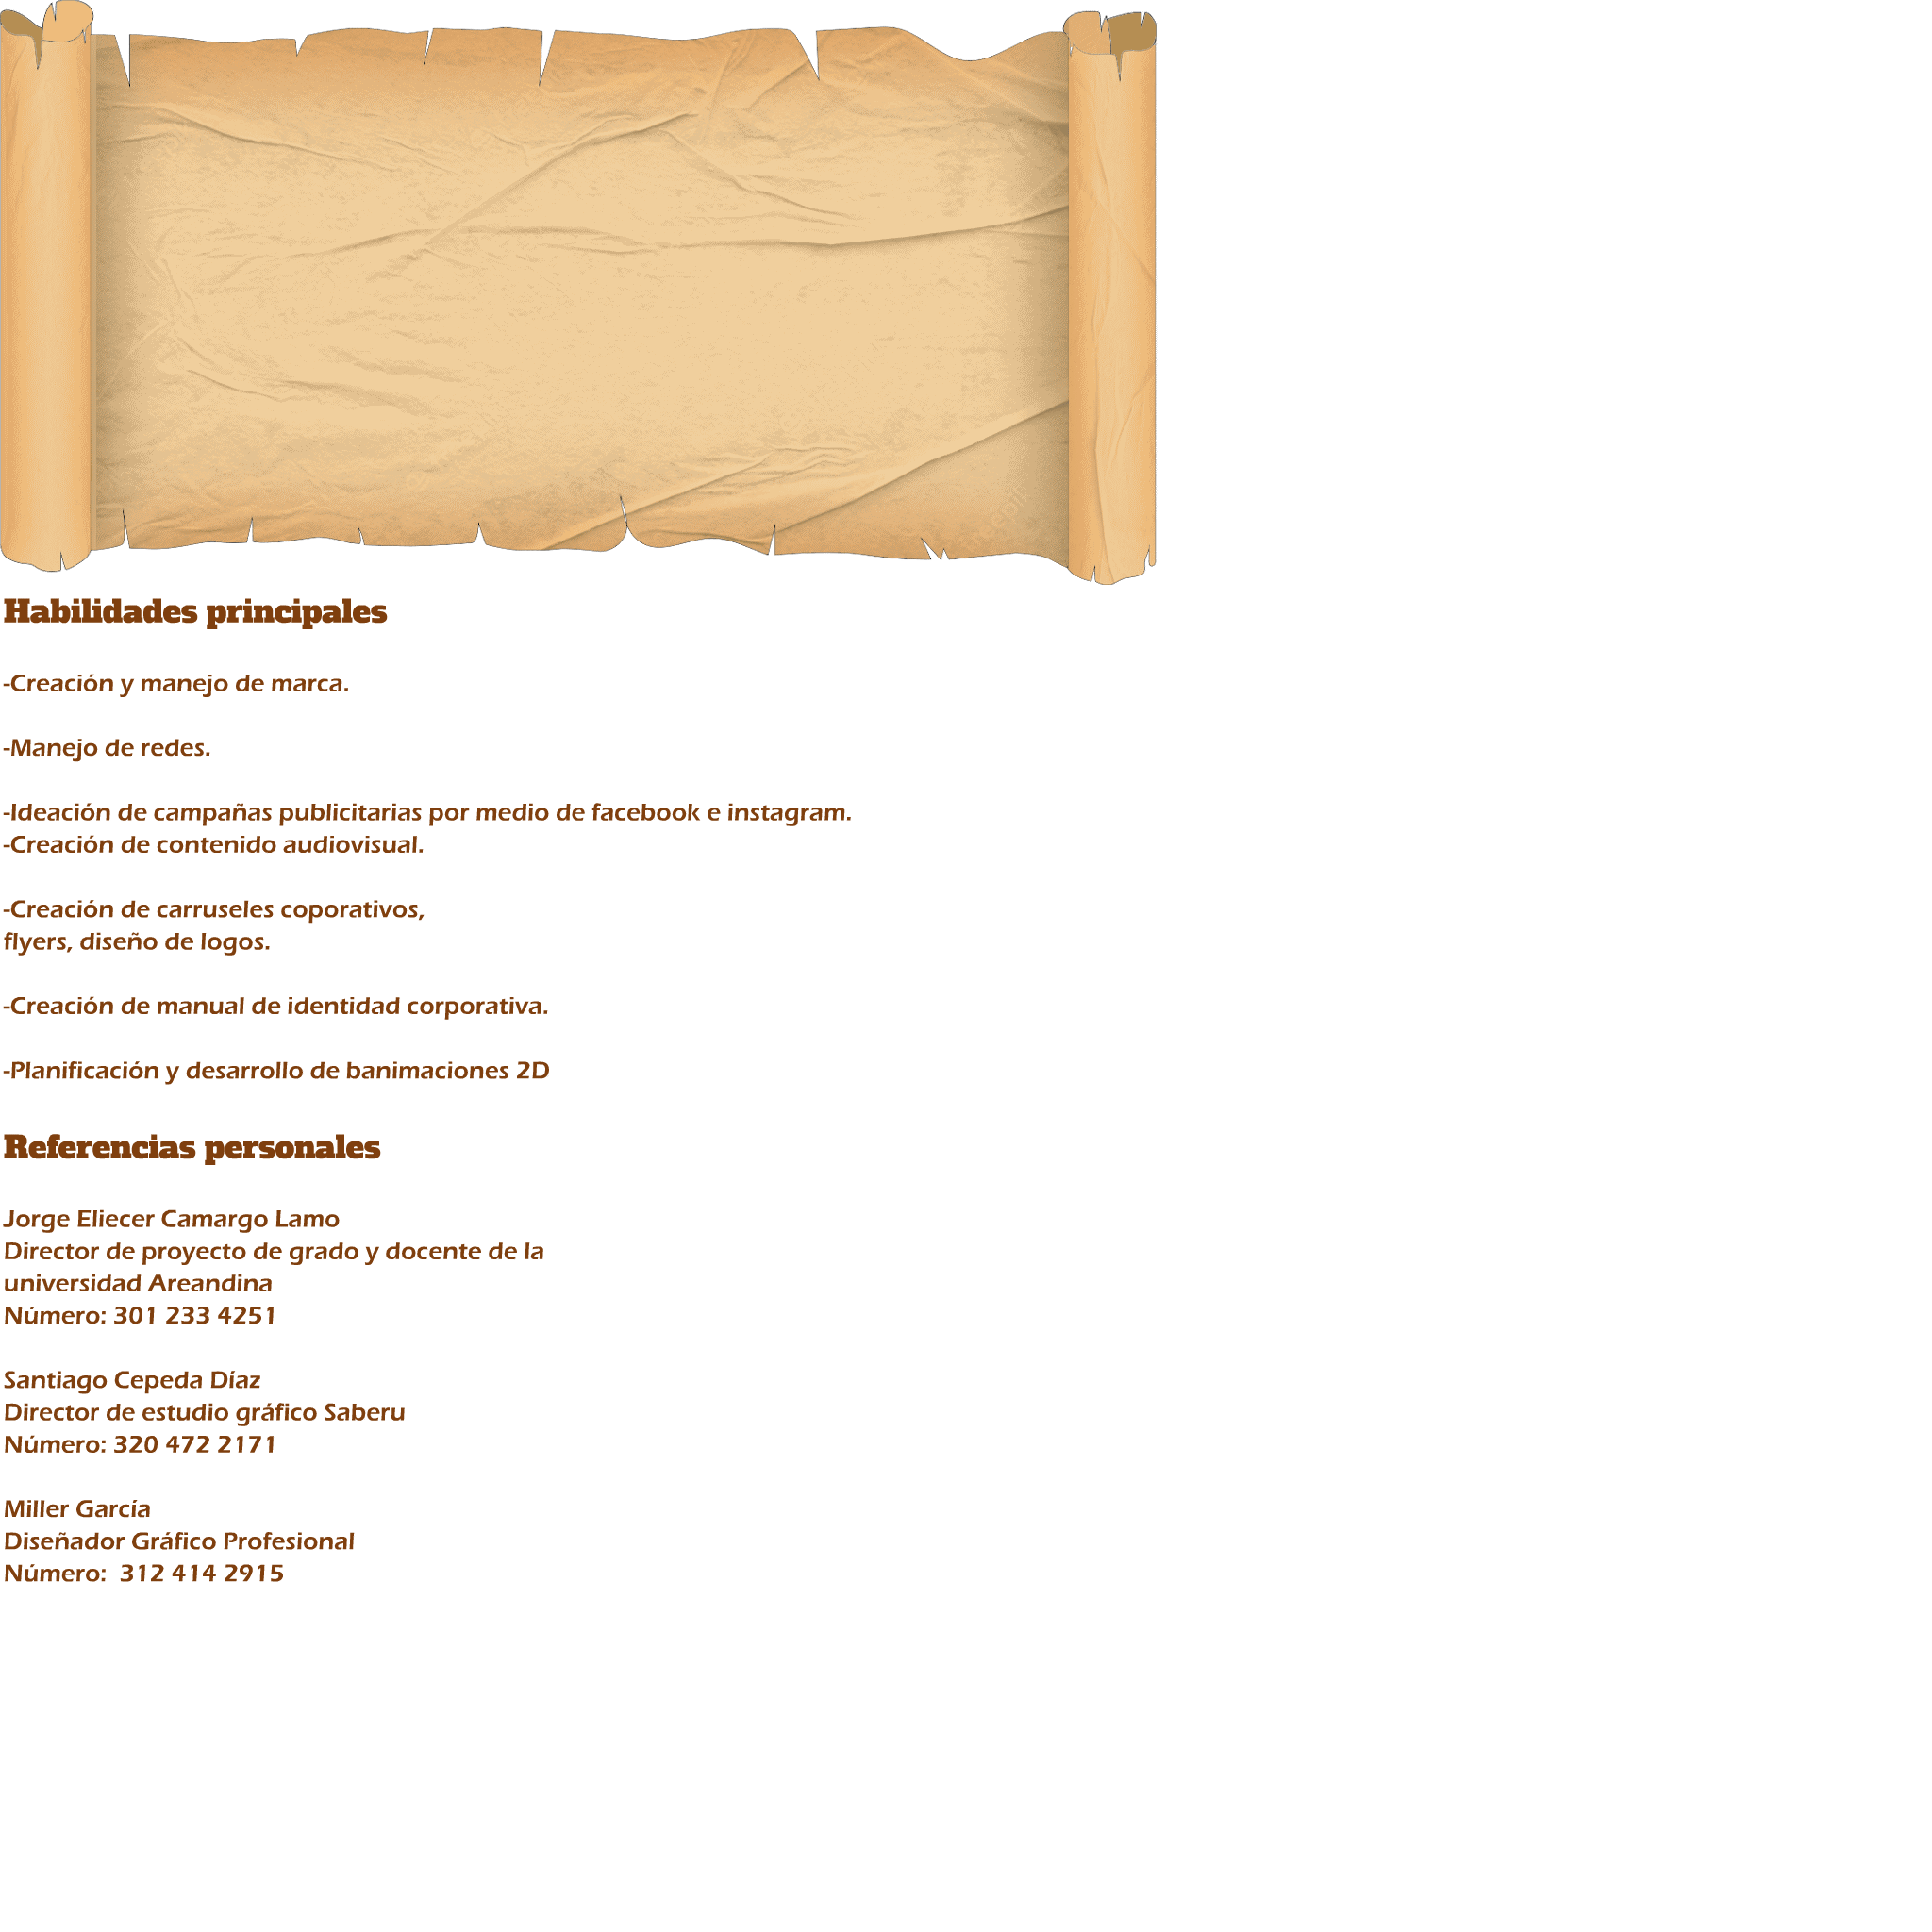 Habilidades principales
-Creación y manejo de marca.
-Manejo de redes.
-Ideación de campañas publicitarias por medio de facebook e instagram.
-Creación de contenido audiovisual.
-Creación de carruseles coporativos,
flyers, diseño de logos.
-Creación de manual de identidad corporativa.
-Planificación y desarrollo de banimaciones 2D
Referencias personales
Jorge Eliecer Camargo Lamo
Director de proyecto de grado y docente de la
universidad Areandina
Número: 301 233 4251
Santiago Cepeda Díaz
Director de estudio gráfico Saberu
Número: 320 472 2171
Miller García
Diseñador Gráfico Profesional
Número:  312 414 2915